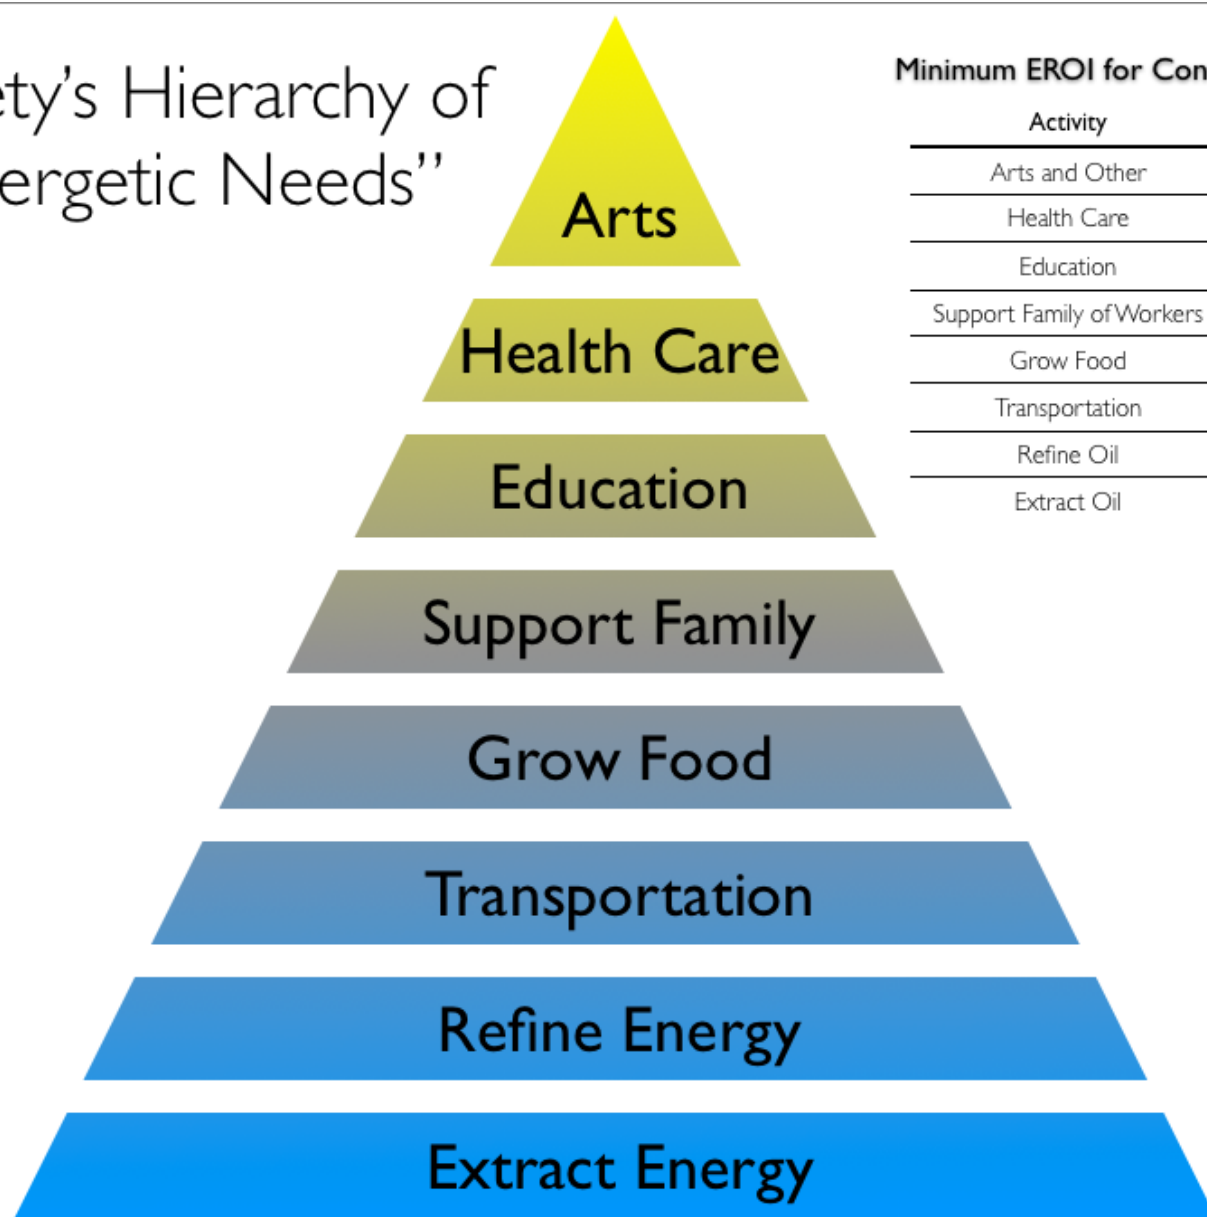 ety's Hierarchy of
ergetic Needs”
Arts
Health Care
Education
Support Family
Grow Food
Transportation
Refine Energy
Extract Energy
Minimum EROI for Con
Activity
Arts and Other
Health Care
Education
Support Family of Workers
Grow Food
Transportation
Refine Oil
Extract Oil